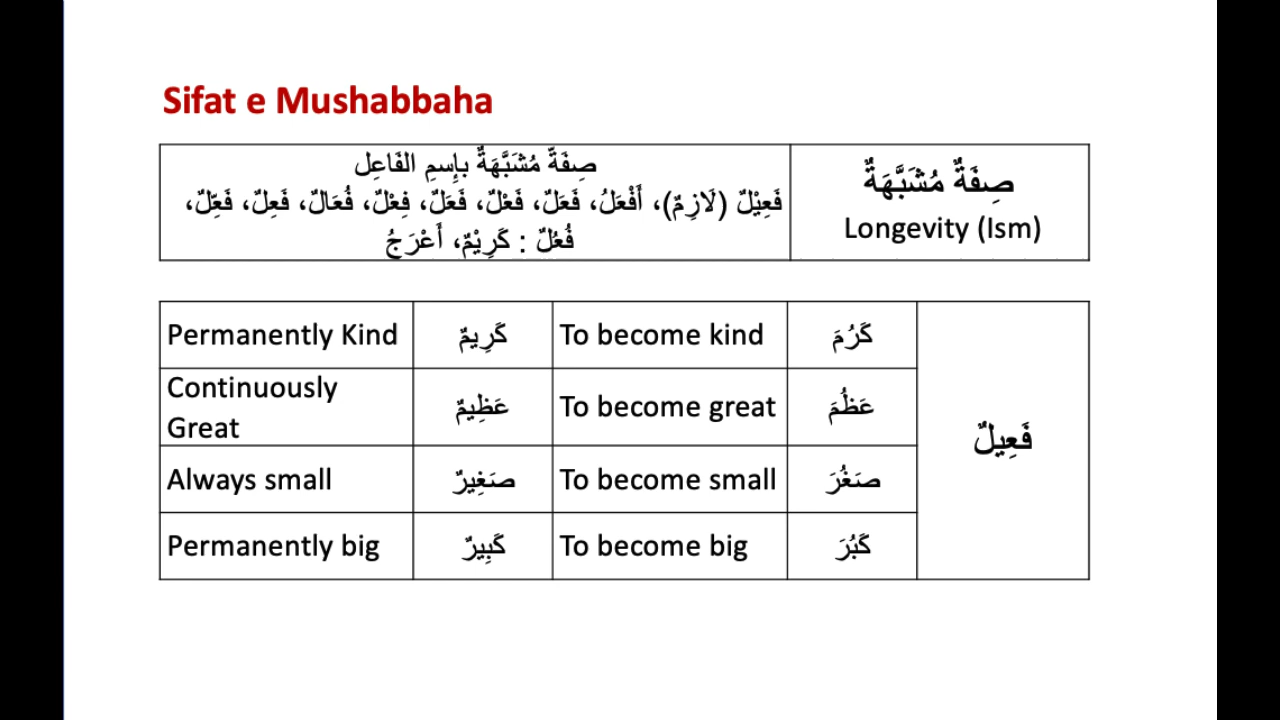 Sifat e Mushabbaha
صِفَةٌ مُشَبَّهَةٌ بإِسمِ الفَاعِل
فَعِيْلٌ (لَازِمٌ)، أَفْعَلُ، فَعَلٌ، فَعْلٌ، فَعَلٌ، فِعْلٌ، فُعَالٌ، فَعِلٌ، فَعِّلٌ،
فُعُلٌ : كَرِيْمٌ، أَعْرَجُ
صِفَةٌ مُشَبَّهَةٌ
Longevity (Ism)
Permanently Kind كَرِيمٌ To become kind كَرُمَ
Continuously
Great عَظِيمٌ To become great عَظُمَ
فَعِيلٌ
Always small صَغِيرٌ To become small صَغُرَ
Permanently big كَبِيرٌ To become big كَبُرَ